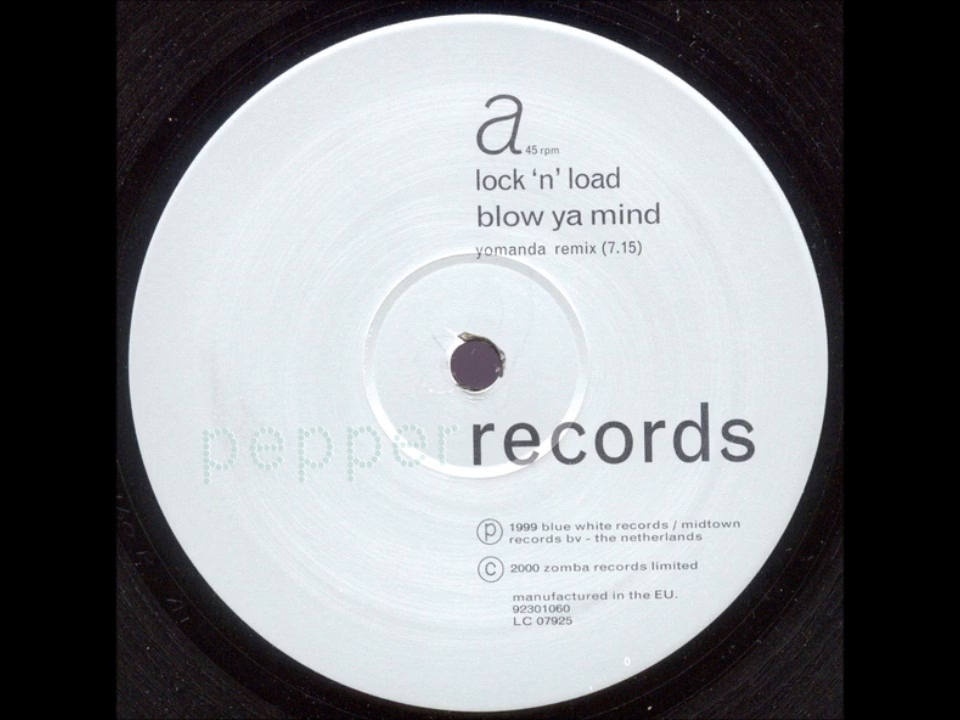 a 45 rpm
lock ‘n’ load
blow ya mind
yomanda remix (7.15)
pepper records
p 1999 blue white records / midtown
records bv - the netherlands
c 2000 zomba records limited
manufactured in the EU.
92301060
LC 07925